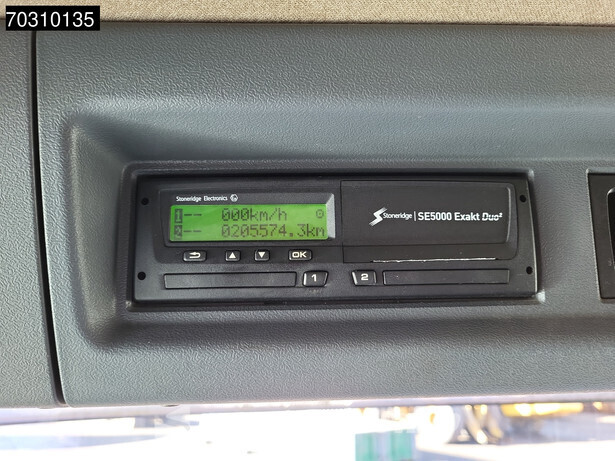 70310135
Stoneridge Electronics
Stoneridge | SE5000 Exakt Duo²
1 --- 000km/h
2 --- 0205574.3km
OK
1 2